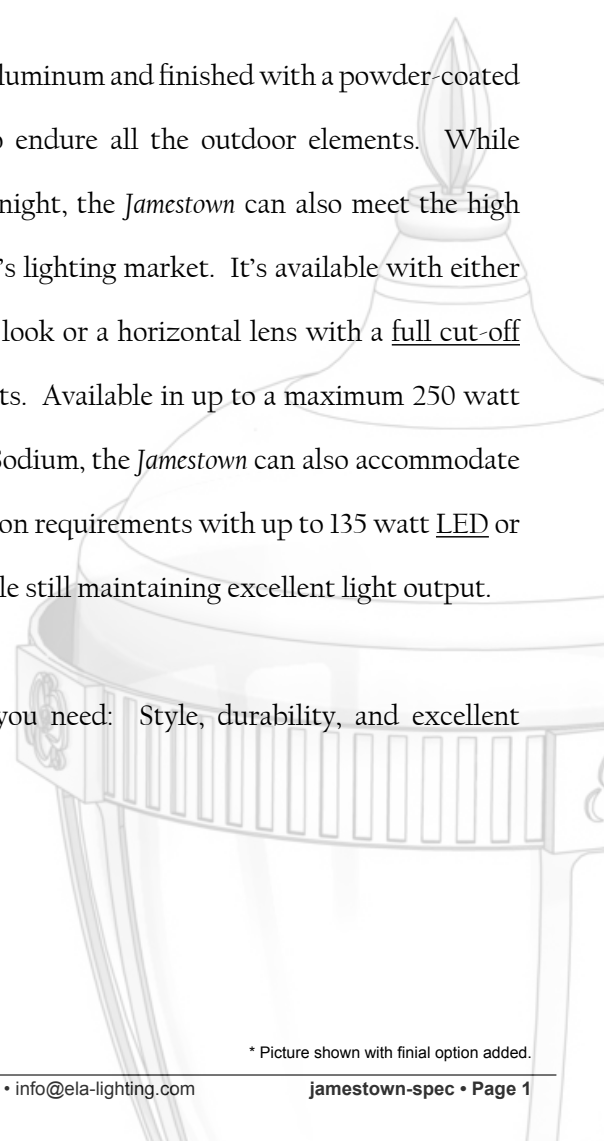 luminum and finished with a powder-coated
endure all the outdoor elements. While
night, the Jamestown can also meet the high
's lighting market. It's available with either
look or a horizontal lens with a full cut-off
ts. Available in up to a maximum 250 watt
Sodium, the Jamestown can also accommodate
on requirements with up to 135 watt LED or
le still maintaining excellent light output.
you need: Style, durability, and excellent
* Picture shown with finial option added.
• info@ela-lighting.com jamestown-spec • Page 1